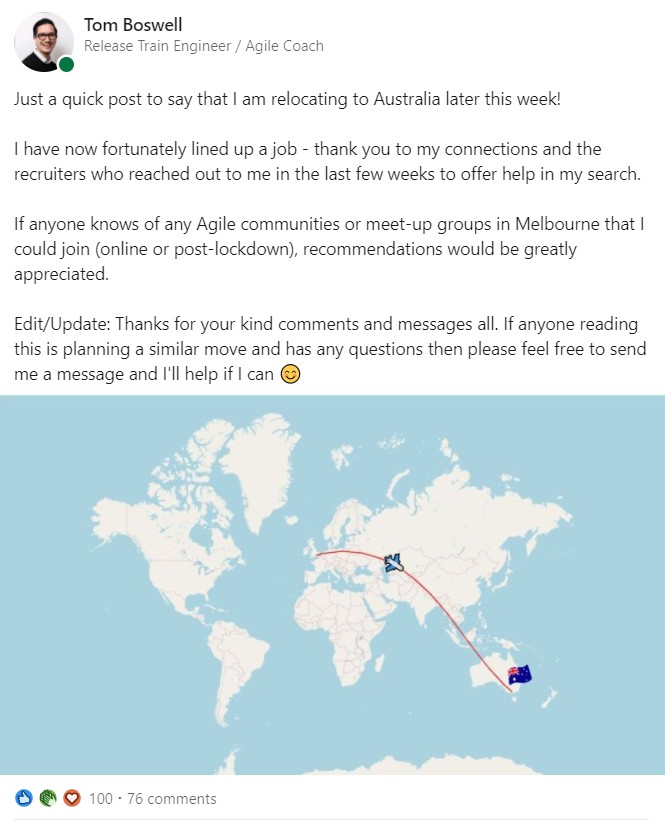 Tom Boswell
Release Train Engineer / Agile Coach
Just a quick post to say that I am relocating to Australia later this week!
I have now fortunately lined up a job - thank you to my connections and the
recruiters who reached out to me in the last few weeks to offer help in my search.
If anyone knows of any Agile communities or meet-up groups in Melbourne that I
could join (online or post-lockdown), recommendations would be greatly
appreciated.
Edit/Update: Thanks for your kind comments and messages all. If anyone reading
this is planning a similar move and has any questions then please feel free to send
me a message and I'll help if I can 😊
100 · 76 comments